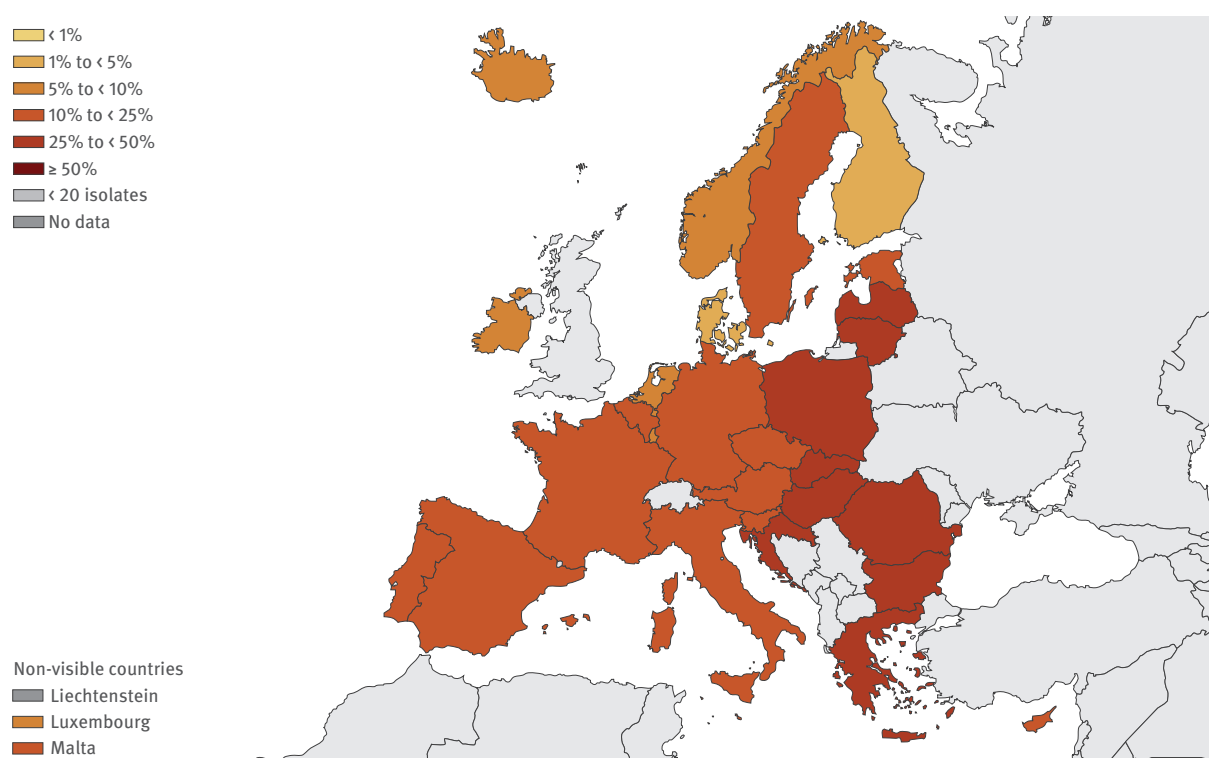 ‹ 1%
1% to ‹ 5%
5% to ‹ 10%
10% to ‹ 25%
25% to ‹ 50%
≥ 50%
‹ 20 isolates
No data
Non-visible countries
Liechtenstein
Luxembourg
Malta